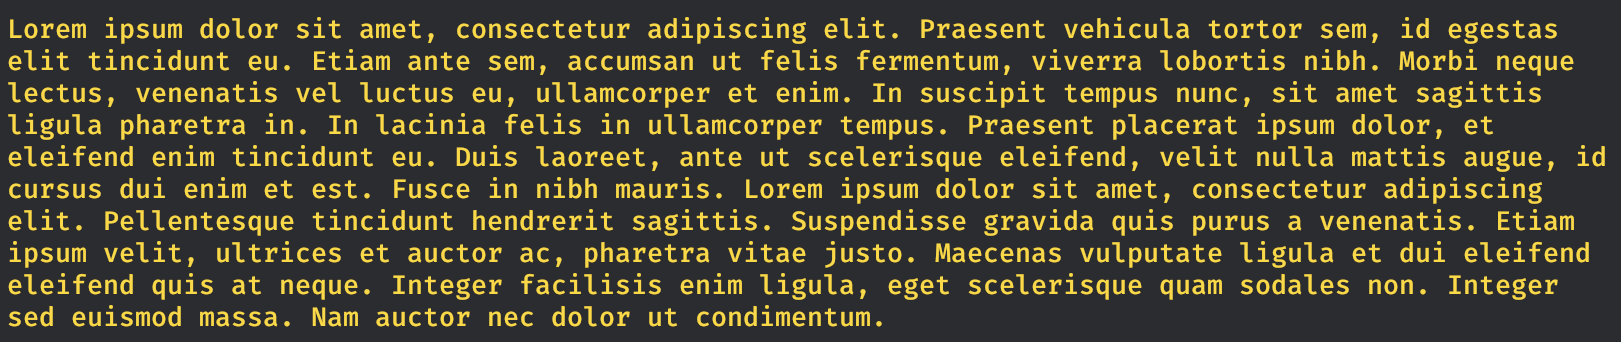 Lorem ipsum dolor sit amet, consectetur adipiscing elit. Praesent vehicula tortor sem, id egestas
elit tincidunt eu. Etiam ante sem, accumsan ut felis fermentum, viverra lobortis nibh. Morbi neque
lectus, venenatis vel luctus eu, ullamcorper et enim. In suscipit tempus nunc, sit amet sagittis
ligula pharetra in. In lacinia felis in ullamcorper tempus. Praesent placerat ipsum dolor, et
eleifend enim tincidunt eu. Duis laoreet, ante ut scelerisque eleifend, velit nulla mattis augue, id
cursus dui enim et est. Fusce in nibh mauris. Lorem ipsum dolor sit amet, consectetur adipiscing
elit. Pellentesque tincidunt hendrerit sagittis. Suspendisse gravida quis purus a venenatis. Etiam
ipsum velit, ultrices et auctor ac, pharetra vitae justo. Maecenas vulputate ligula et dui eleifend
eleifend quis at neque. Integer facilisis enim ligula, eget scelerisque quam sodales non. Integer
sed euismod massa. Nam auctor nec dolor ut condimentum.